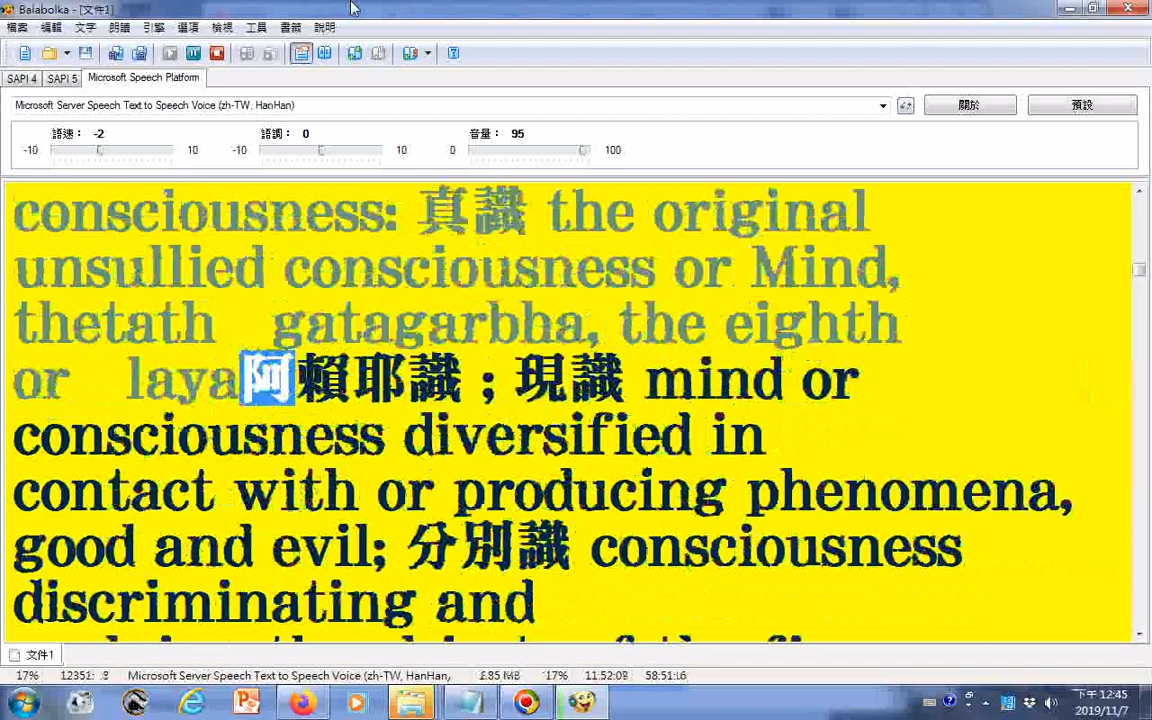 Balabolka - [文件1]
檔案 編輯 文字 朗讀 引擎 選項 檢視 工具 書籤 說明
SAPI 4 SAPI 5 Microsoft Speech Platform
Microsoft Server Speech Text to Speech Voice (zh-TW, HanHan) 關於 預設
語速： -2 語調： 0 音量： 95
-10 10 -10 10 0 100
consciousness: 真識 the original
unsullied consciousness or Mind,
thetath gatagarbha, the eighth
or laya阿賴耶識；現識 mind or
consciousness diversified in
contact with or producing phenomena,
good and evil; 分別識 consciousness
discriminating and
文件1
17% Microsoft Server Speech Text to Speech Voice (zh-TW, HanHan, 17% 58:51:16
下午 12:45
2019/11/7